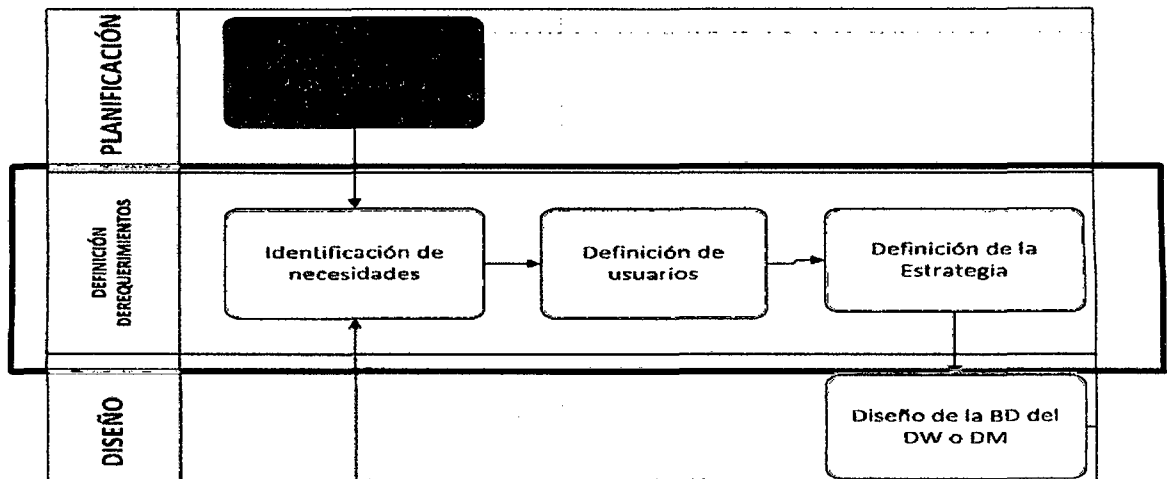 PLANIFICACIÓN
DEFINICIÓN
DEREQUERIMIENTOS
Identificación de
necesidades
Definición de
usuarios
Definición de la
Estrategia
DISEÑO
Diseño de la BD del
DW o DM